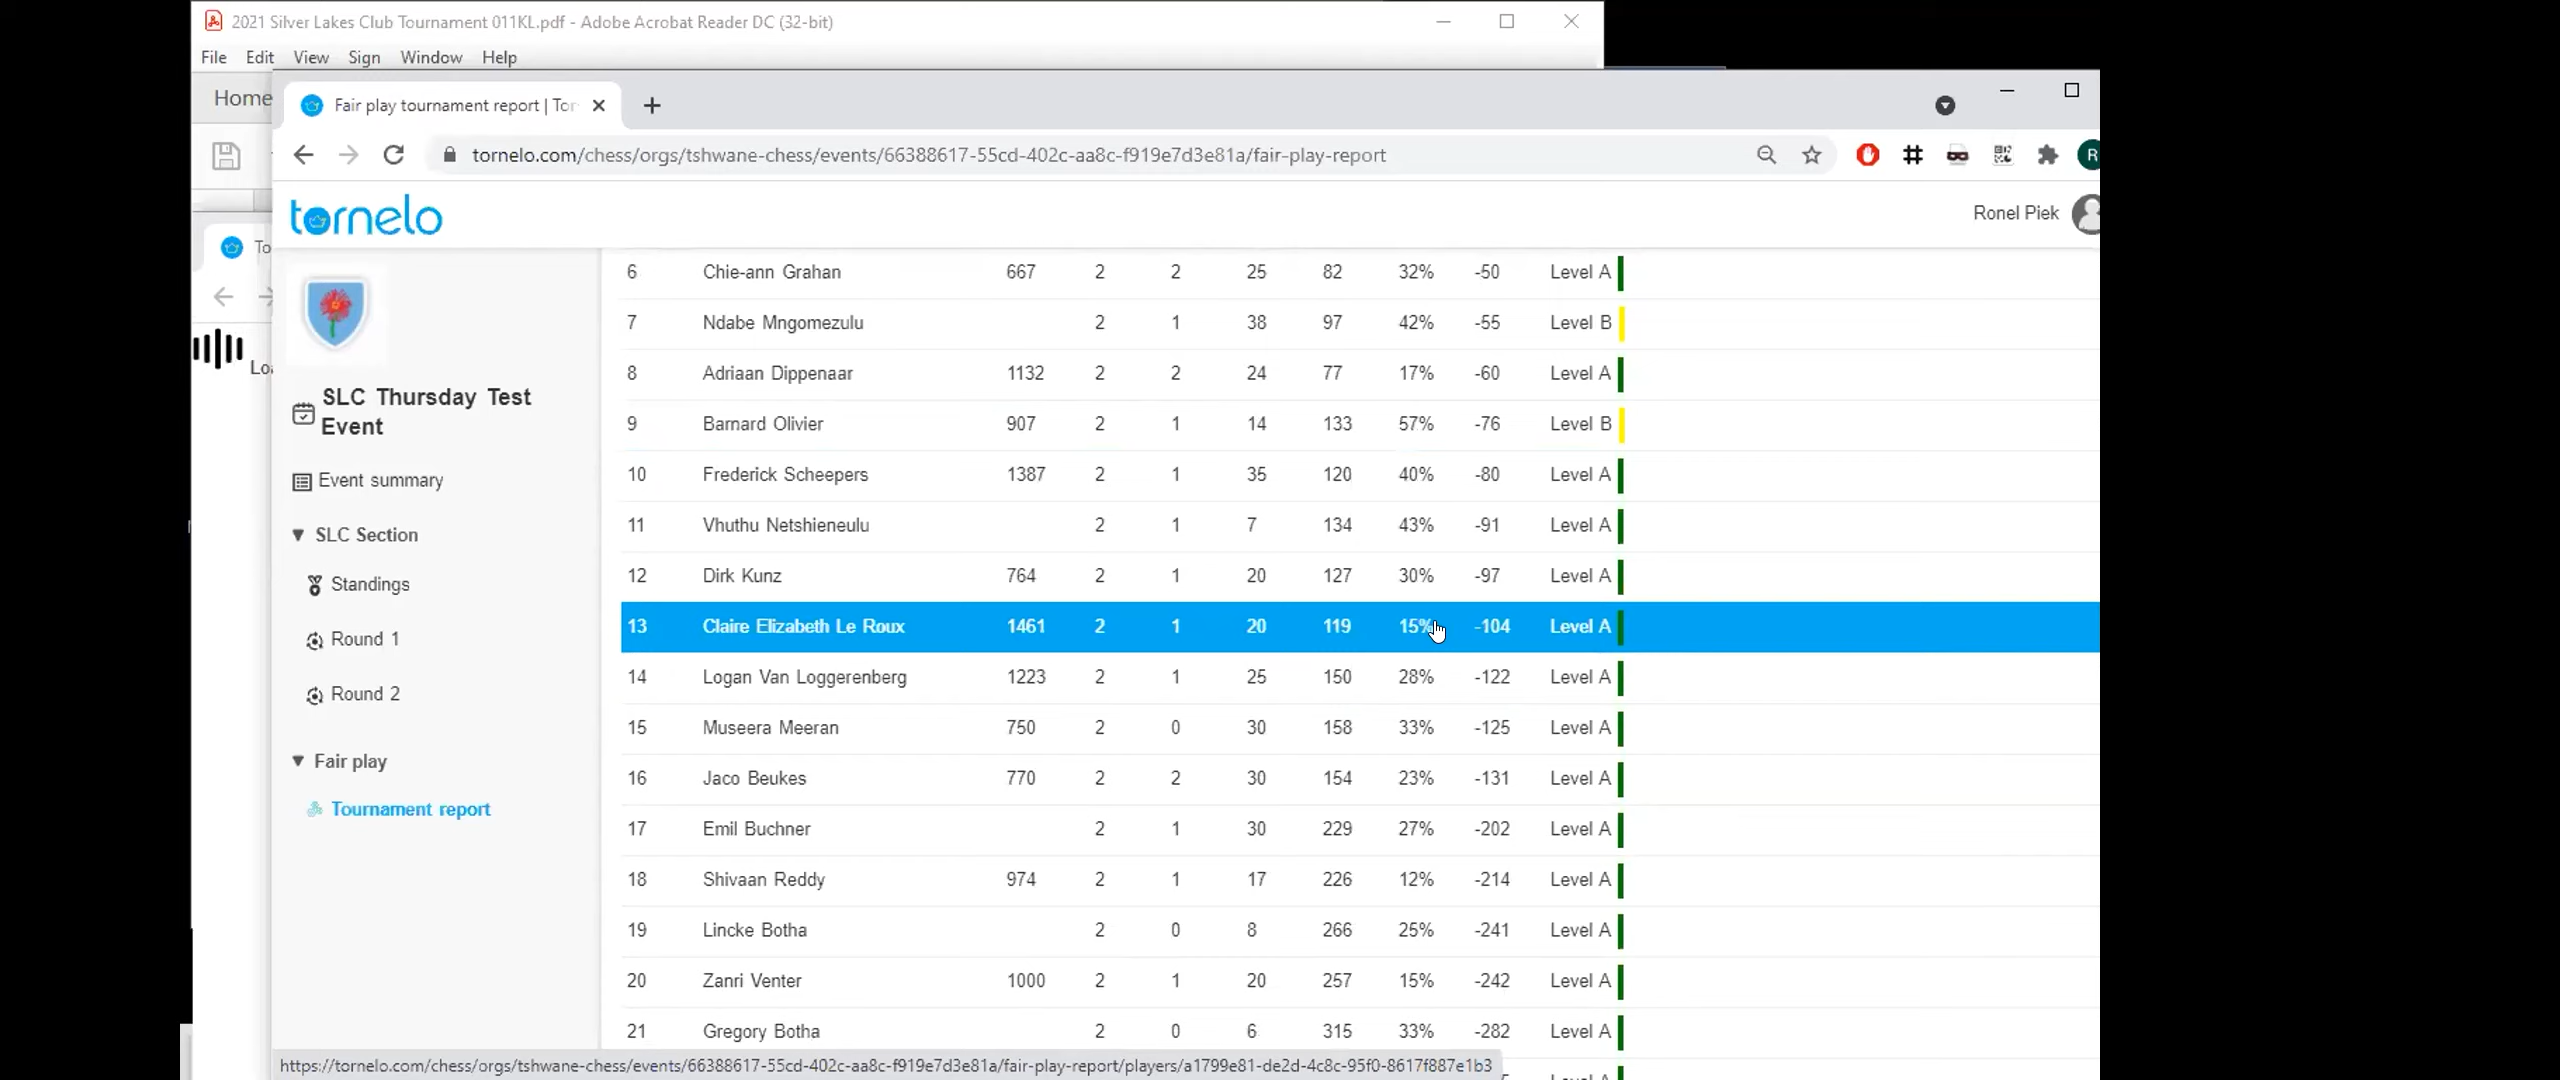 2021 Silver Lakes Club Tournament 011KL.pdf - Adobe Acrobat Reader DC (32-bit)
File Edit View Sign Window Help
Home
Fair play tournament report | Tor
tornelo.com/chess/orgs/tshwane-chess/events/66388617-55cd-402c-aa8c-f919e7d3e81a/fair-play-report
R
tornelo
Ronel Piek
To
Loa
SLC Thursday Test
Event
Event summary
SLC Section
Standings
Round 1
Round 2
Fair play
Tournament report
6 Chie-ann Grahan 667 2 2 25 82 32% -50 Level A
7 Ndabe Mngomezulu 2 1 38 97 42% -55 Level B
8 Adriaan Dippenaar 1132 2 2 24 77 17% -60 Level A
9 Barnard Olivier 907 2 1 14 133 57% -76 Level B
10 Frederick Scheepers 1387 2 1 35 120 40% -80 Level A
11 Vhuthu Netshieneulu 2 1 7 134 43% -91 Level A
12 Dirk Kunz 764 2 1 20 127 30% -97 Level A
13 Claire Elizabeth Le Roux 1461 2 1 20 119 15% -104 Level A
14 Logan Van Loggerenberg 1223 2 1 25 150 28% -122 Level A
15 Museera Meeran 750 2 0 30 158 33% -125 Level A
16 Jaco Beukes 770 2 2 30 154 23% -131 Level A
17 Emil Buchner 2 1 30 229 27% -202 Level A
18 Shivaan Reddy 974 2 1 17 226 12% -214 Level A
19 Lincke Botha 2 0 8 266 25% -241 Level A
20 Zanri Venter 1000 2 1 20 257 15% -242 Level A
21 Gregory Botha 2 0 6 315 33% -282 Level A
https://tornelo.com/chess/orgs/tshwane-chess/events/66388617-55cd-402c-aa8c-f919e7d3e81a/fair-play-report/players/a1799e81-de2d-4c8c-95f0-8617f887e1b3